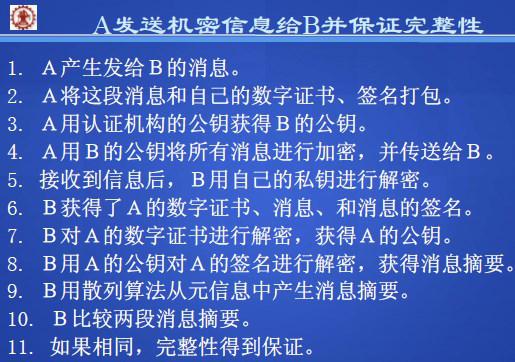 A发送机密信息给B并保证完整性
1. A产生发给B的消息。
2. A将这段消息和自己的数字证书、签名打包。
3. A用认证机构的公钥获得B的公钥。
4. A用B的公钥将所有消息进行加密，并传送给B。
5. 接收到信息后，B用自己的私钥进行解密。
6. B获得了A的数字证书、消息、和消息的签名。
7. B对A的数字证书进行解密，获得A的公钥。
8. B用A的公钥对A的签名进行解密，获得消息摘要。
9. B用散列算法从元信息中产生消息摘要。
10. B比较两段消息摘要。
11. 如果相同，完整性得到保证。